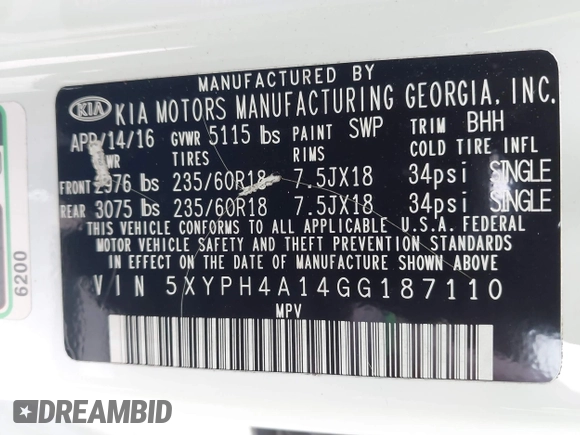 MANUFACTURED BY
KIA KIA MOTORS MANUFACTURING GEORGIA, INC.
APR/14/16 GVWR 5115 lbs PAINT SWP TRIM BHH
TIRES RIMS COLD TIRE INFL
FRONT 2976 lbs 235/60R18 7.5JX18 34psi SINGLE
REAR 3075 lbs 235/60R18 7.5JX18 34psi SINGLE
THIS VEHICLE CONFORMS TO ALL APPLICABLE U.S.A. FEDERAL
MOTOR VEHICLE SAFETY AND THEFT PREVENTION STANDARDS
IN EFFECT ON THE DATE OF MANUFACTURE SHOWN ABOVE.
VIN 5XYPH4A14GG187110
MPV
6200
DREAMBID